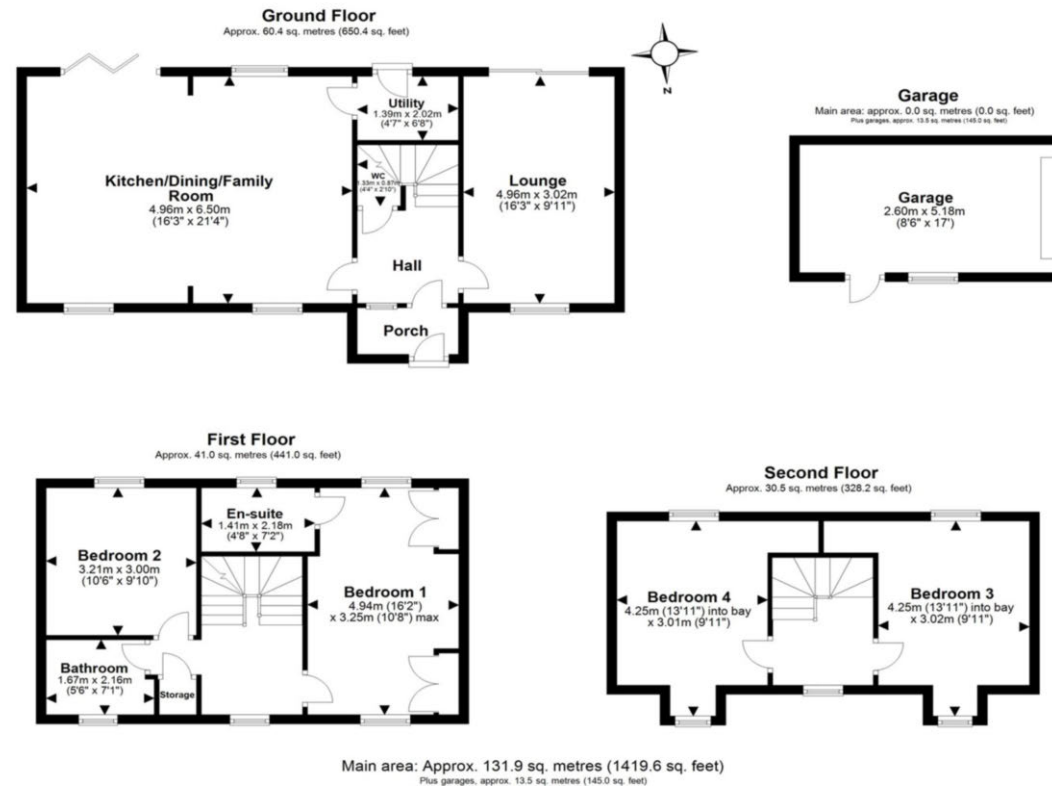 Ground Floor
Approx. 60.4 sq. metres (650.4 sq. feet)
Utility
1.39m x 2.02m
(4'7" x 6'8")
WC
1.33m x 0.87m
(4'4" x 2'10")
Kitchen/Dining/Family
Room
4.96m x 6.50m
(16'3" x 21'4")
Lounge
4.96m x 3.02m
(16'3" x 9'11")
Hall
Porch
N
Garage
Main area: approx. 0.0 sq. metres (0.0 sq. feet)
Plus garages, approx. 13.5 sq. metres (145.0 sq. feet)
Garage
2.60m x 5.18m
(8'6" x 17')
First Floor
Approx. 41.0 sq. metres (441.0 sq. feet)
En-suite
1.41m x 2.18m
(4'8" x 7'2")
Bedroom 2
3.21m x 3.00m
(10'6" x 9'10")
Bedroom 1
4.94m (16'2")
x 3.25m (10'8") max
Bathroom
1.67m x 2.16m
(5'6" x 7'1")
Storage
Second Floor
Approx. 30.5 sq. metres (328.2 sq. feet)
Bedroom 4
4.25m (13'11") into bay
x 3.01m (9'11")
Bedroom 3
4.25m (13'11") into bay
x 3.02m (9'11")
Main area: Approx. 131.9 sq. metres (1419.6 sq. feet)
Plus garages, approx. 13.5 sq. metres (145.0 sq. feet)